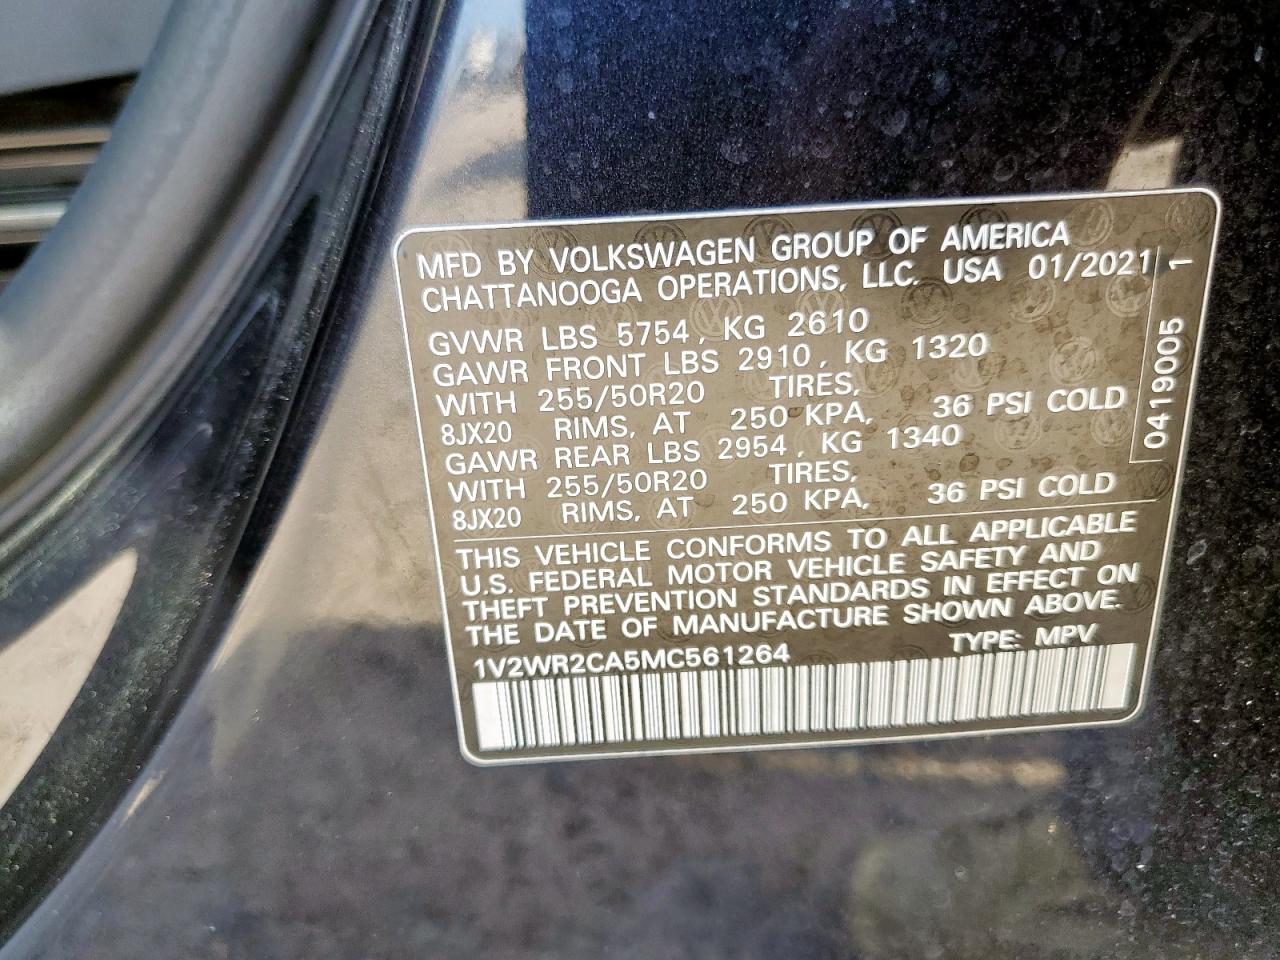 MFD BY VOLKSWAGEN GROUP OF AMERICA
CHATTANOOGA OPERATIONS, LLC. USA 01/2021
GVWR LBS 5754, KG 2610
GAWR FRONT LBS 2910, KG 1320
WITH 255/50R20 TIRES,
8JX20 RIMS, AT 250 KPA, 36 PSI COLD
GAWR REAR LBS 2954, KG 1340
WITH 255/50R20 TIRES,
8JX20 RIMS, AT 250 KPA, 36 PSI COLD
THIS VEHICLE CONFORMS TO ALL APPLICABLE
U.S. FEDERAL MOTOR VEHICLE SAFETY AND
THEFT PREVENTION STANDARDS IN EFFECT ON
THE DATE OF MANUFACTURE SHOWN ABOVE.
1V2WR2CA5MC561264 TYPE: MPV
0419005 1